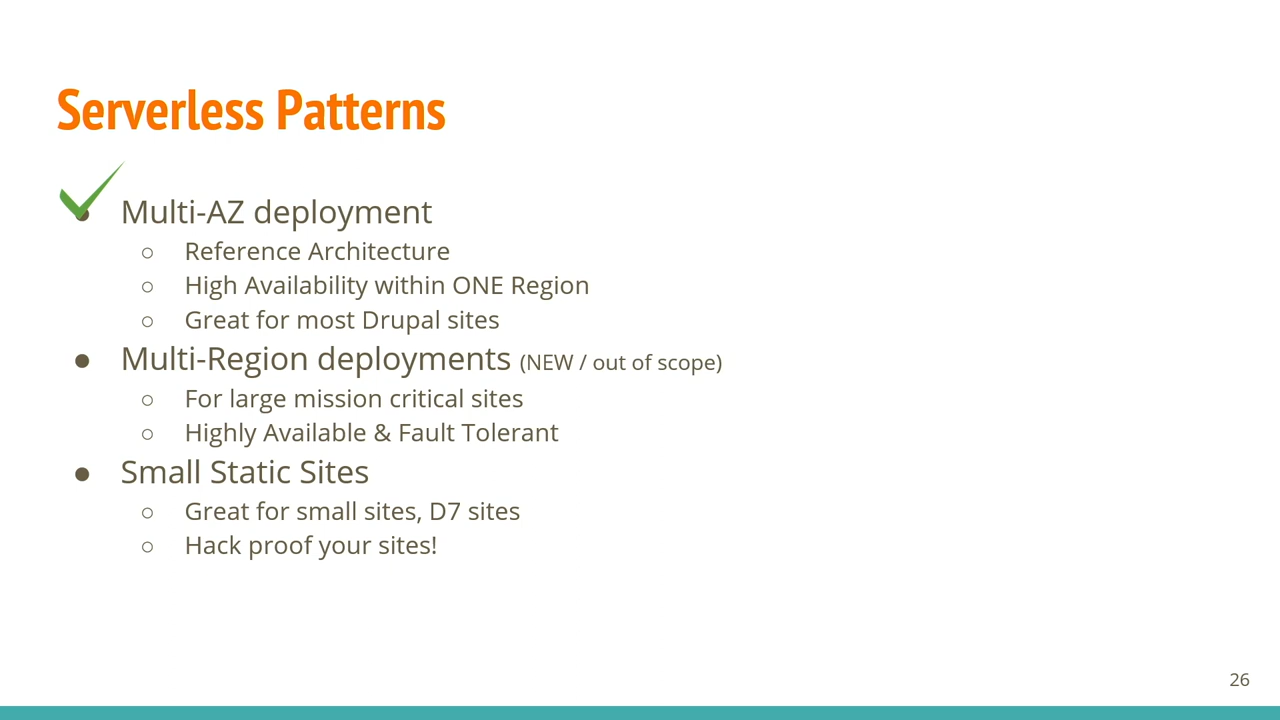 Serverless Patterns
● Multi-AZ deployment
○ Reference Architecture
○ High Availability within ONE Region
○ Great for most Drupal sites
● Multi-Region deployments (NEW / out of scope)
○ For large mission critical sites
○ Highly Available & Fault Tolerant
● Small Static Sites
○ Great for small sites, D7 sites
○ Hack proof your sites!
26